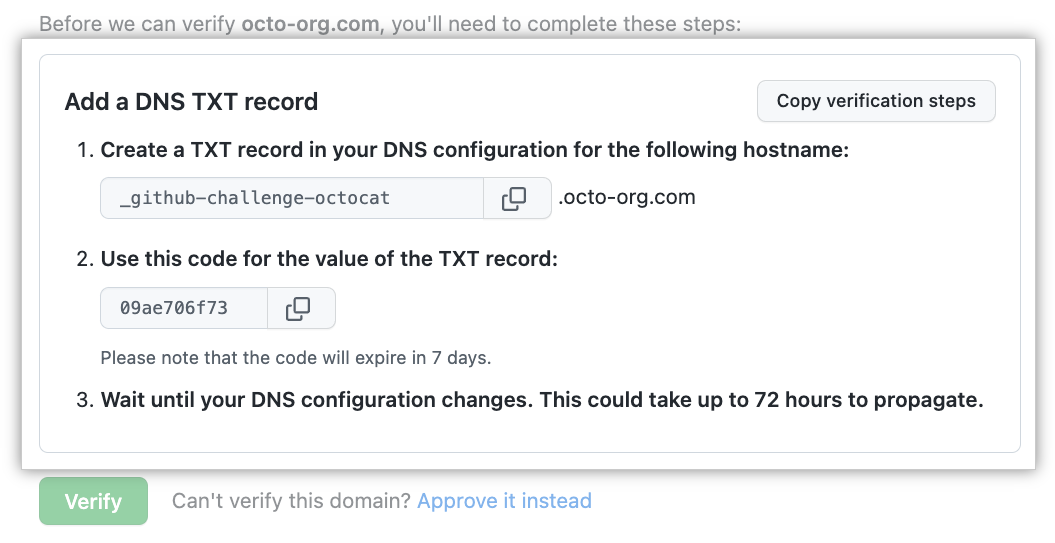 Before we can verify octo-org.com, you'll need to complete these steps:
Add a DNS TXT record
Copy verification steps
1. Create a TXT record in your DNS configuration for the following hostname:
_github-challenge-octocat
.octo-org.com
2. Use this code for the value of the TXT record:
09ae706f73
Please note that the code will expire in 7 days.
3. Wait until your DNS configuration changes. This could take up to 72 hours to propagate.
Verify
Can't verify this domain? Approve it instead